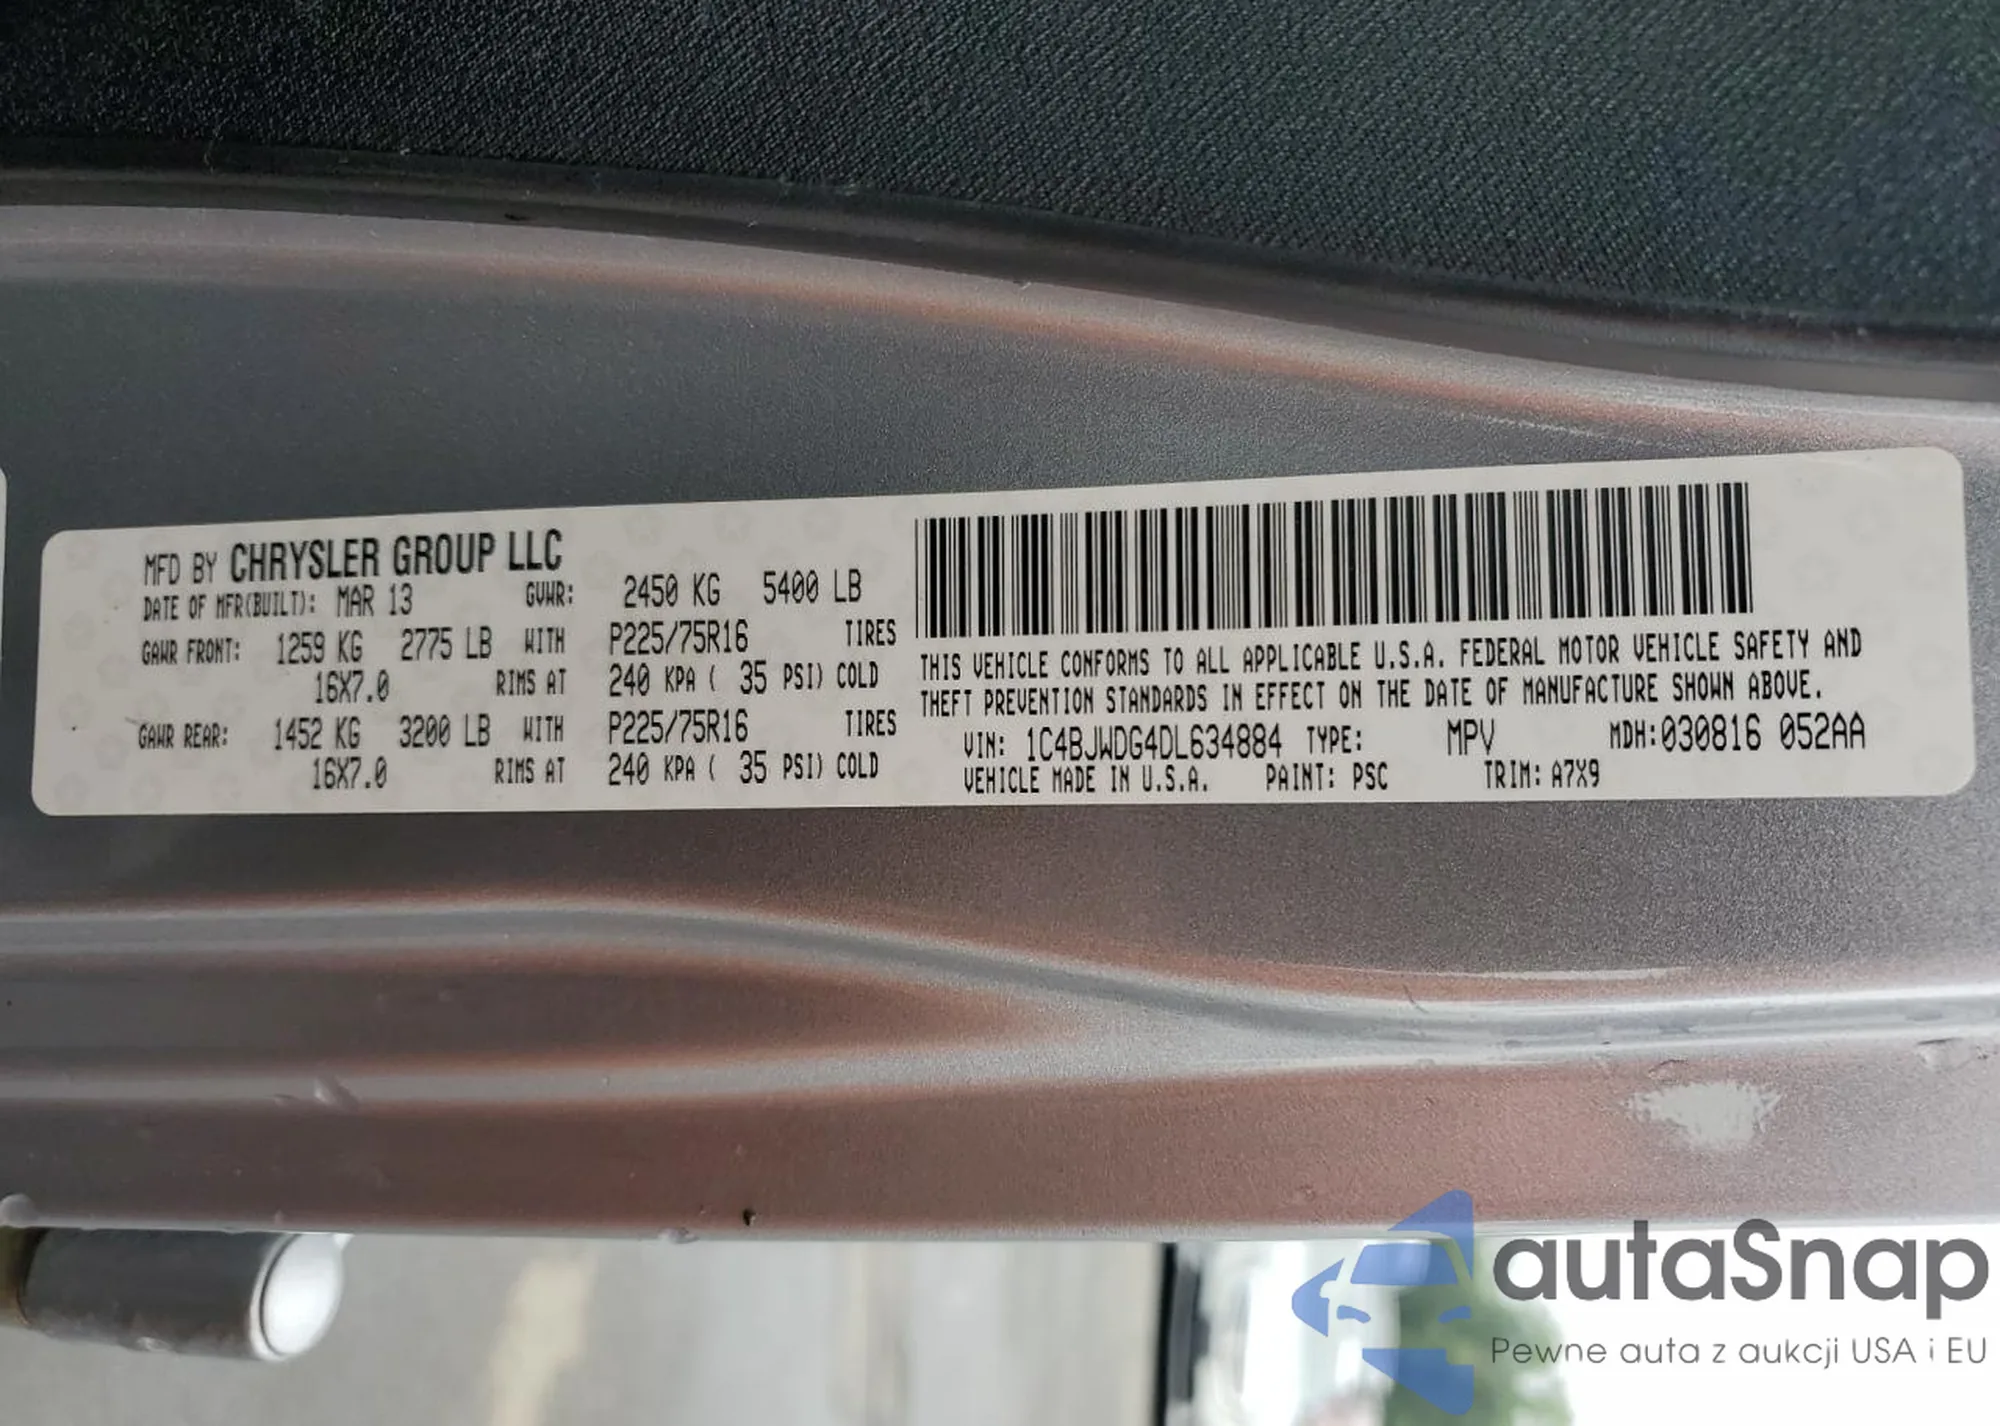 MFD BY CHRYSLER GROUP LLC
DATE OF MFR(BUILT): MAR 13 GVWR: 2450 KG 5400 LB
GAWR FRONT: 1259 KG 2775 LB WITH P225/75R16 TIRES
16X7.0 RIMS AT 240 KPA ( 35 PSI) COLD
GAWR REAR: 1452 KG 3200 LB WITH P225/75R16 TIRES
16X7.0 RIMS AT 240 KPA ( 35 PSI) COLD
THIS VEHICLE CONFORMS TO ALL APPLICABLE U.S.A. FEDERAL MOTOR VEHICLE SAFETY AND
THEFT PREVENTION STANDARDS IN EFFECT ON THE DATE OF MANUFACTURE SHOWN ABOVE.
VIN: 1C4BJWDG4DL634884 TYPE: MPV MDH:030816 052AA
VEHICLE MADE IN U.S.A. PAINT: PSC TRIM: A7X9
autaSnap
Pewne auta z aukcji USA i EU